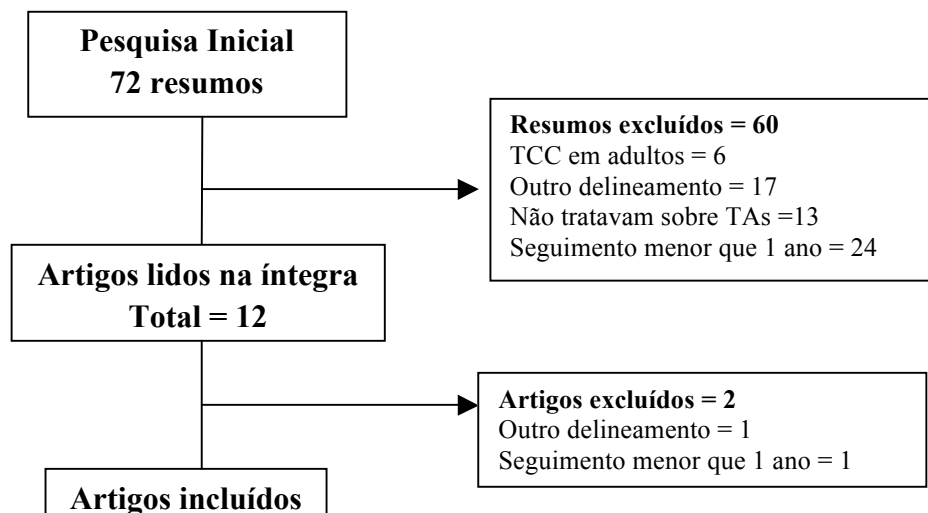 Pesquisa Inicial
72 resumos
Resumos excluídos = 60
TCC em adultos = 6
Outro delineamento = 17
Não tratavam sobre TAs =13
Seguimento menor que 1 ano = 24
Artigos lidos na íntegra
Total = 12
Artigos excluídos = 2
Outro delineamento = 1
Seguimento menor que 1 ano = 1
Artigos incluídos